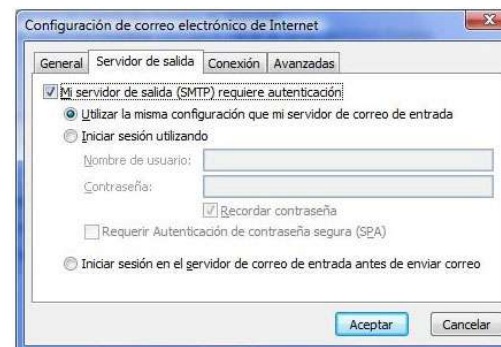 Configuración de correo electrónico de Internet
General Servidor de salida Conexión Avanzadas
Mi servidor de salida (SMTP) requiere autenticación
Utilizar la misma configuración que mi servidor de correo de entrada
Iniciar sesión utilizando
Nombre de usuario:
Contraseña:
Recordar contraseña
Requerir Autenticación de contraseña segura (SPA)
Iniciar sesión en el servidor de correo de entrada antes de enviar correo
Aceptar Cancelar